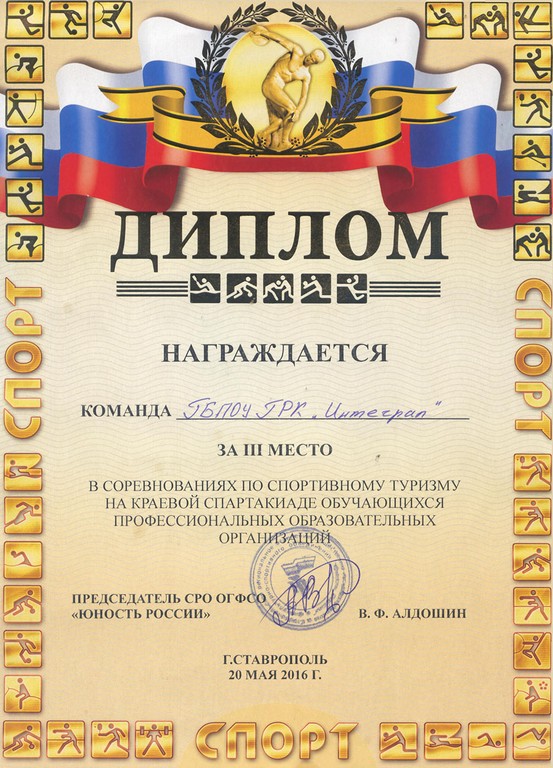 ДИПЛОМ
НАГРАЖДАЕТСЯ
КОМАНДА ГБПОУ ГРК „Интеграл"
ЗА III МЕСТО
В СОРЕВНОВАНИЯХ ПО СПОРТИВНОМУ ТУРИЗМУ
НА КРАЕВОЙ СПАРТАКИАДЕ ОБУЧАЮЩИХСЯ
ПРОФЕССИОНАЛЬНЫХ ОБРАЗОВАТЕЛЬНЫХ
ОРГАНИЗАЦИЙ
ПРЕДСЕДАТЕЛЬ СРО ОГФСО
«ЮНОСТЬ РОССИИ» В. Ф. АЛДОШИН
Г.СТАВРОПОЛЬ
20 МАЯ 2016 Г.
СПОРТ
СПОРТ
СПОРТ